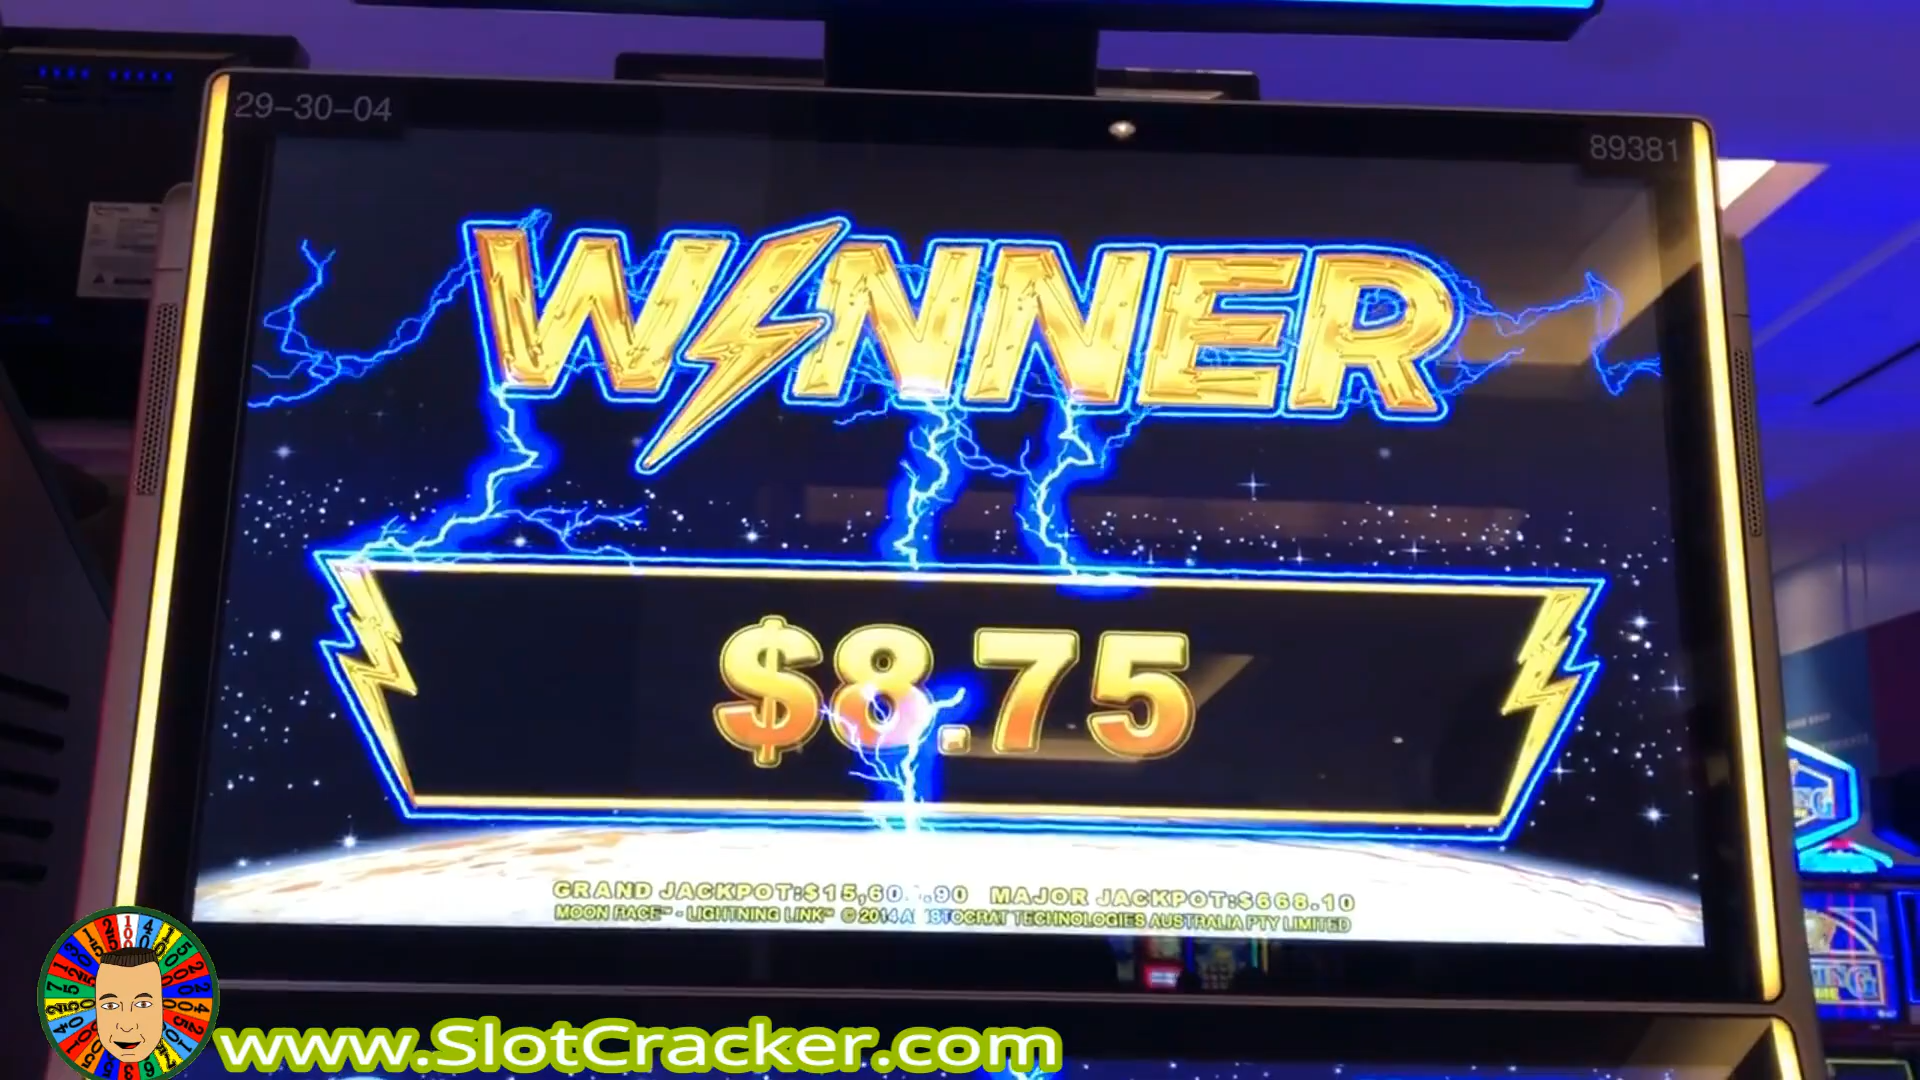 29-30-04
89381
WINNER
$8.75
GRAND JACKPOT:$15,60 .90 MAJOR JACKPOT:$668.10
MOON RACE™ - LIGHTNING LINK™ © 2014 ARISTOCRAT TECHNOLOGIES AUSTRALIA PTY LIMITED
www.SlotCracker.com